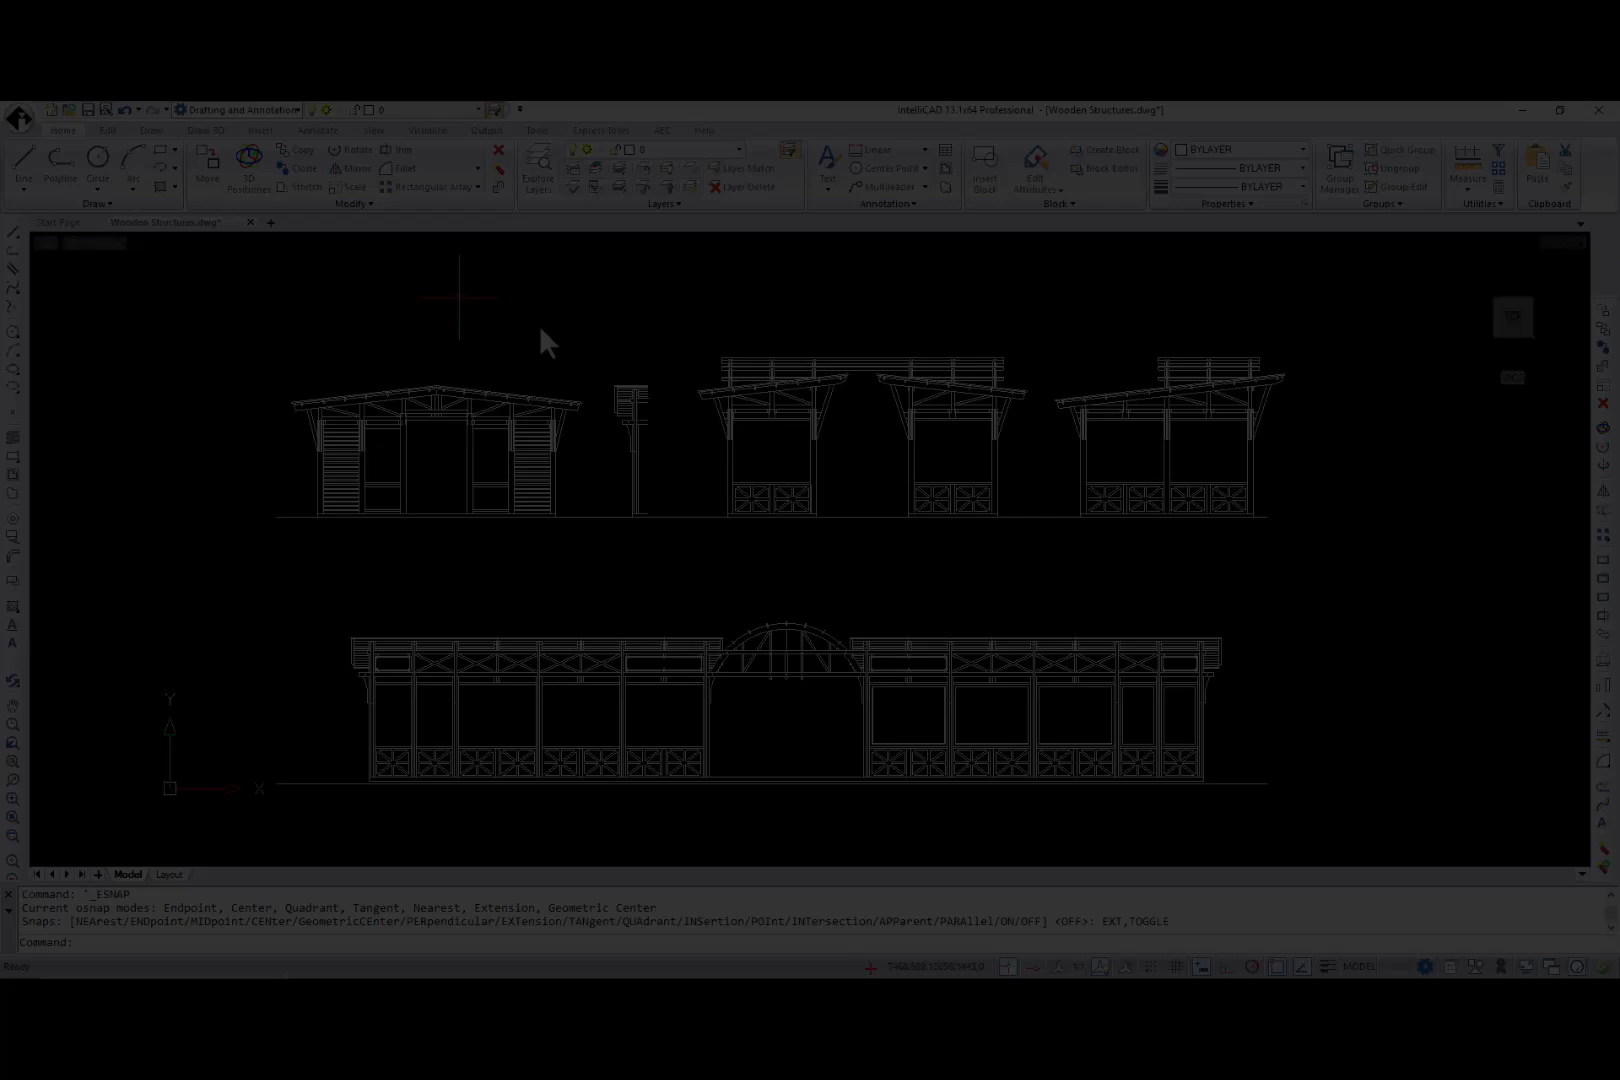 Drafting and Annotation
0
IntelliCAD 13.1x64 Professional - [Wooden Structures.dwg*]
Home Edit Draw Draw 3D Insert Annotate View Visualize Output Tools Express Tools AEC Help
Copy Rotate Trim
0
Linear
Create Block
BYLAYER
Quick Group
Clone Mirror Fillet
Layer Match
Center Point
Block Editor
BYLAYER
Ungroup
Line Polyline Circle Arc
Move 3D Positioner
Stretch Scale Rectangular Array
Explore Layers
Layer Delete
Text
Multileader
Insert Block
Edit Attributes
BYLAYER
Group Manager
Group Edit
Measure
Paste
Draw Modify Layers Annotation Block Properties Groups Utilities Clipboard
Start Page Wooden Structures.dwg*
TOP
Y
X
Model Layout
Command: '_ESNAP
Current osnap modes: Endpoint, Center, Quadrant, Tangent, Nearest, Extension, Geometric Center
Snaps: [NEArest/ENDpoint/MIDpoint/CENter/GeometricCEnter/PERpendicular/EXTension/TANgent/QUAdrant/INSertion/POInt/INTersection/APParent/PARAllel/ON/OFF] <OFF>: EXT,TOGGLE
Command:
Ready
1:1
MODEL